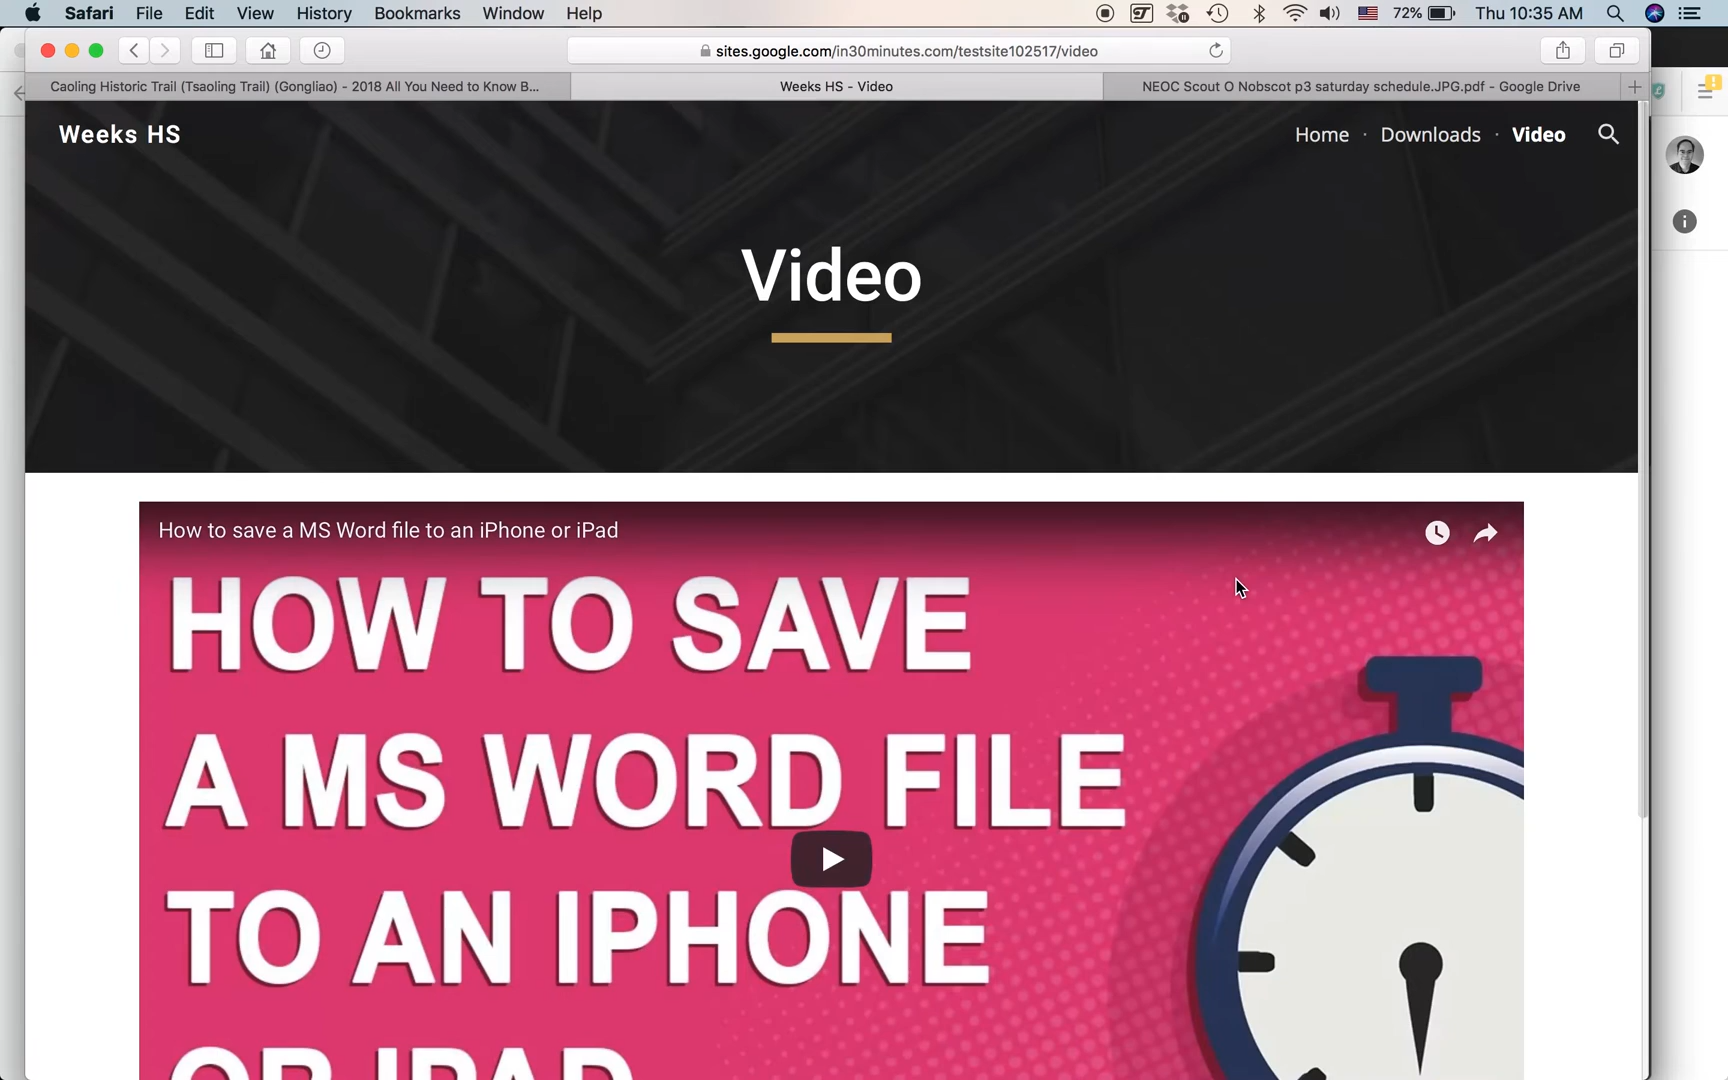 Safari File Edit View History Bookmarks Window Help 72% Thu 10:35 AM
sites.google.com/in30minutes.com/testsite102517/video
Caoling Historic Trail (Tsaoling Trail) (Gongliao) - 2018 All You Need to Know B... Weeks HS - Video NEOC Scout O Nobscot p3 saturday schedule.JPG.pdf - Google Drive
Weeks HS Home · Downloads · Video
Video
How to save a MS Word file to an iPhone or iPad
HOW TO SAVE
A MS WORD FILE
TO AN IPHONE
OR IPAD